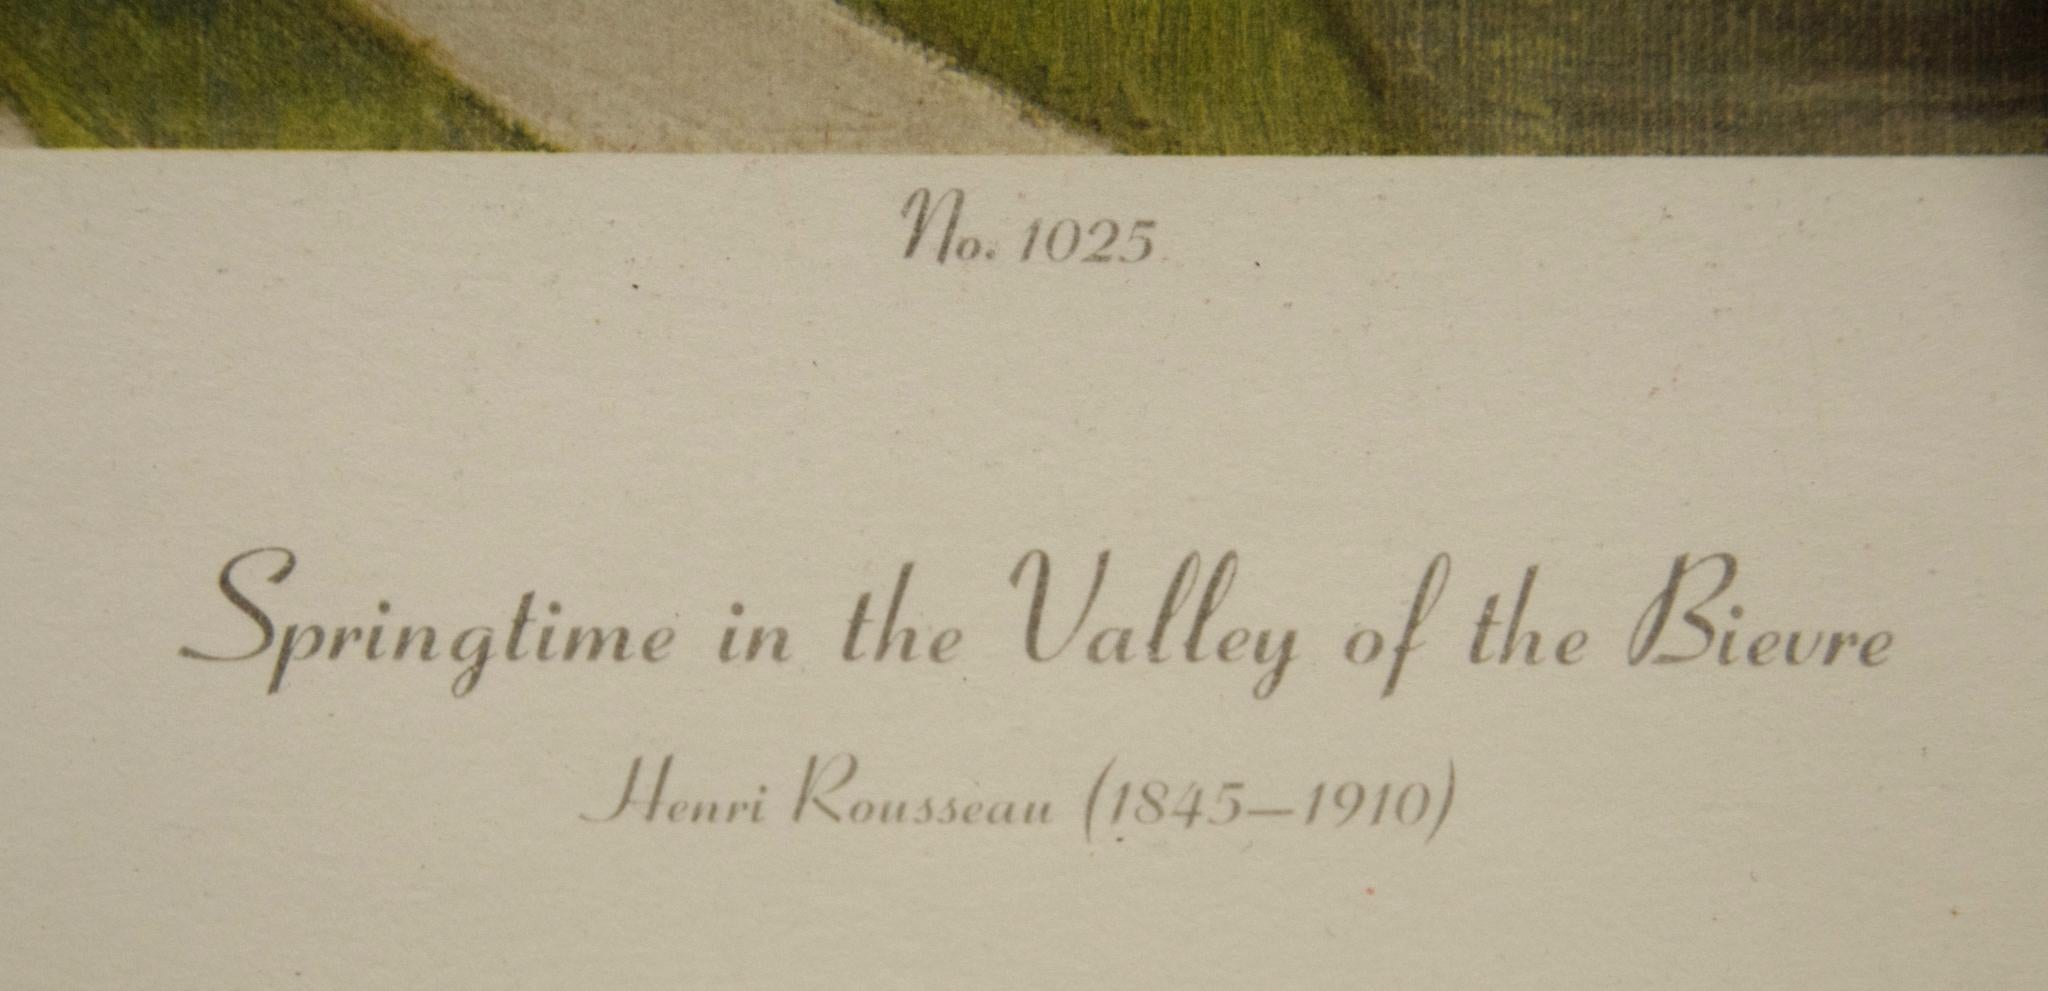 No. 1025
Springtime in the Valley of the Bievre
Henri Rousseau (1845—1910)